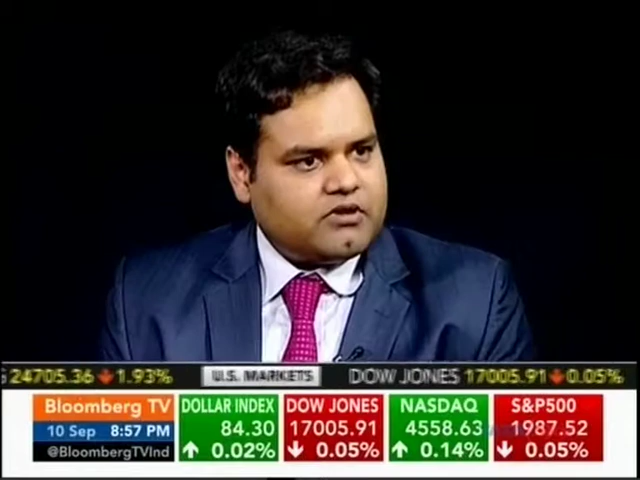 24705.36 1.93% U.S. MARKETS DOW JONES 17005.91 0.05%
Bloomberg TV
10 Sep 8:57 PM
@BloombergTVInd
DOLLAR INDEX
84.30
0.02%
DOW JONES
17005.91
0.05%
NASDAQ
4558.63
0.14%
S&P500
1987.52
0.05%